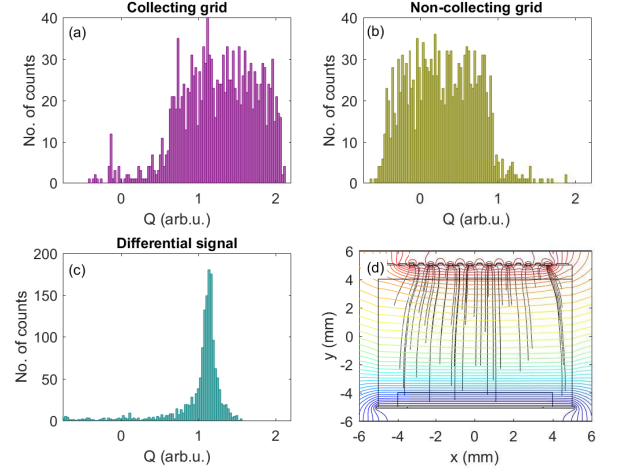 Collecting grid
(a)
No. of counts
40
30
20
10
0
0 1 2
Q (arb.u.)
Non-collecting grid
(b)
No. of counts
40
30
20
10
0
0 1 2
Q (arb.u.)
Differential signal
(c)
No. of counts
200
150
100
50
0
0 1 2
Q (arb.u.)
(d)
y (mm)
6
4
2
0
-2
-4
-6
-6 -4 -2 0 2 4 6
x (mm)